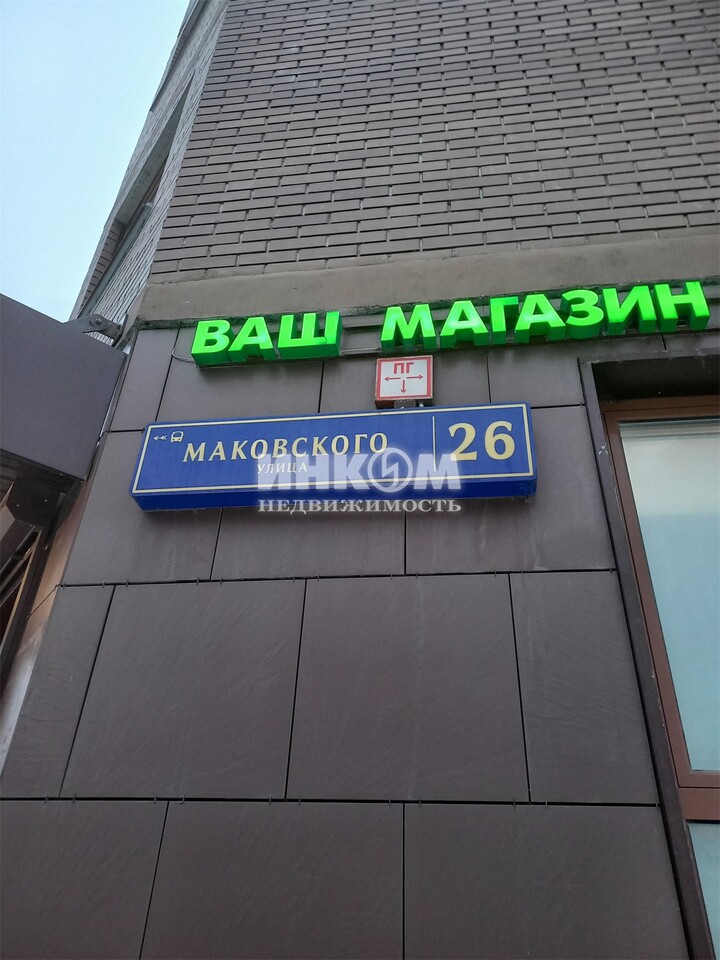 ВАШ МАГАЗИН
ПГ
МАКОВСКОГО 26
УЛИЦА
ИНКОМ
НЕДВИЖИМОСТЬ